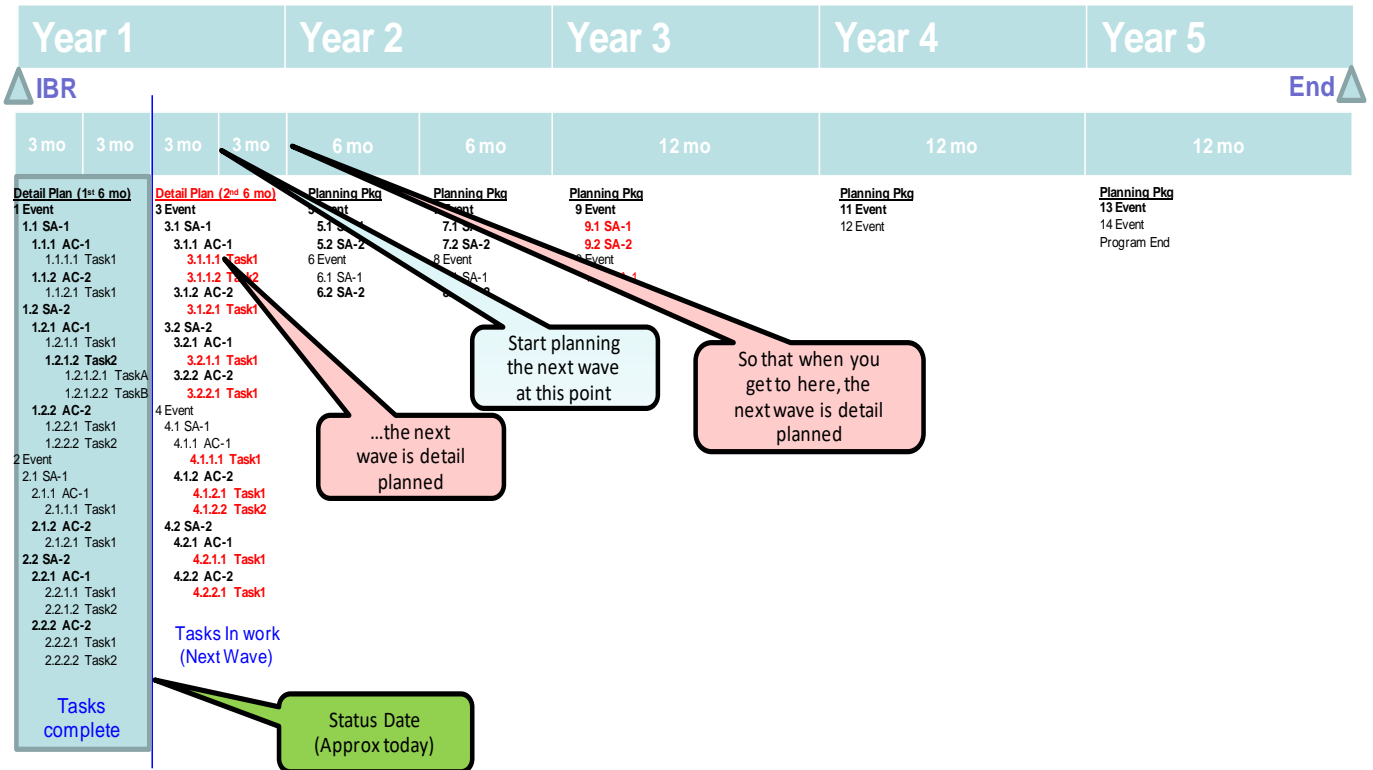 Year 1
Year 2
Year 3
Year 4
Year 5
IBR
End
3 mo
3 mo
3 mo
3 mo
6 mo
6 mo
12 mo
12 mo
12 mo
Detail Plan (1st 6 mo)
1 Event
1.1 SA-1
1.1.1 AC-1
1.1.1.1 Task1
1.1.2 AC-2
1.1.2.1 Task1
1.2 SA-2
1.2.1 AC-1
1.2.1.1 Task1
1.2.1.2 Task2
1.2.1.2.1 TaskA
1.2.1.2.2 TaskB
1.2.2 AC-2
1.2.2.1 Task1
1.2.2.2 Task2
2 Event
2.1 SA-1
2.1.1 AC-1
2.1.1.1 Task1
2.1.2 AC-2
2.1.2.1 Task1
2.2 SA-2
2.2.1 AC-1
2.2.1.1 Task1
2.2.1.2 Task2
2.2.2 AC-2
2.2.2.1 Task1
2.2.2.2 Task2
Tasks
complete
Detail Plan (2nd 6 mo)
3 Event
3.1 SA-1
3.1.1 AC-1
3.1.1.1 Task1
3.1.1.2 Task2
3.1.2 AC-2
3.1.2.1 Task1
3.2 SA-2
3.2.1 AC-1
3.2.1.1 Task1
3.2.2 AC-2
3.2.2.1 Task1
4 Event
4.1 SA-1
4.1.1 AC-1
4.1.1.1 Task1
4.1.2 AC-2
4.1.2.1 Task1
4.1.2.2 Task2
4.2 SA-2
4.2.1 AC-1
4.2.1.1 Task1
4.2.2 AC-2
4.2.2.1 Task1
Tasks In work
(Next Wave)
Planning Pkg
Event
5.1 SA-1
5.2 SA-2
6 Event
6.1 SA-1
6.2 SA-2
Planning Pkg
7.1
7.2 SA-2
8 Event
SA-1
Planning Pkg
9 Event
9.1 SA-1
9.2 SA-2
Event
Planning Pkg
11 Event
12 Event
Planning Pkg
13 Event
14 Event
Program End
Start planning
the next wave
at this point
So that when you
get to here, the
next wave is detail
planned
...the next
wave is detail
planned
Status Date
(Approx today)